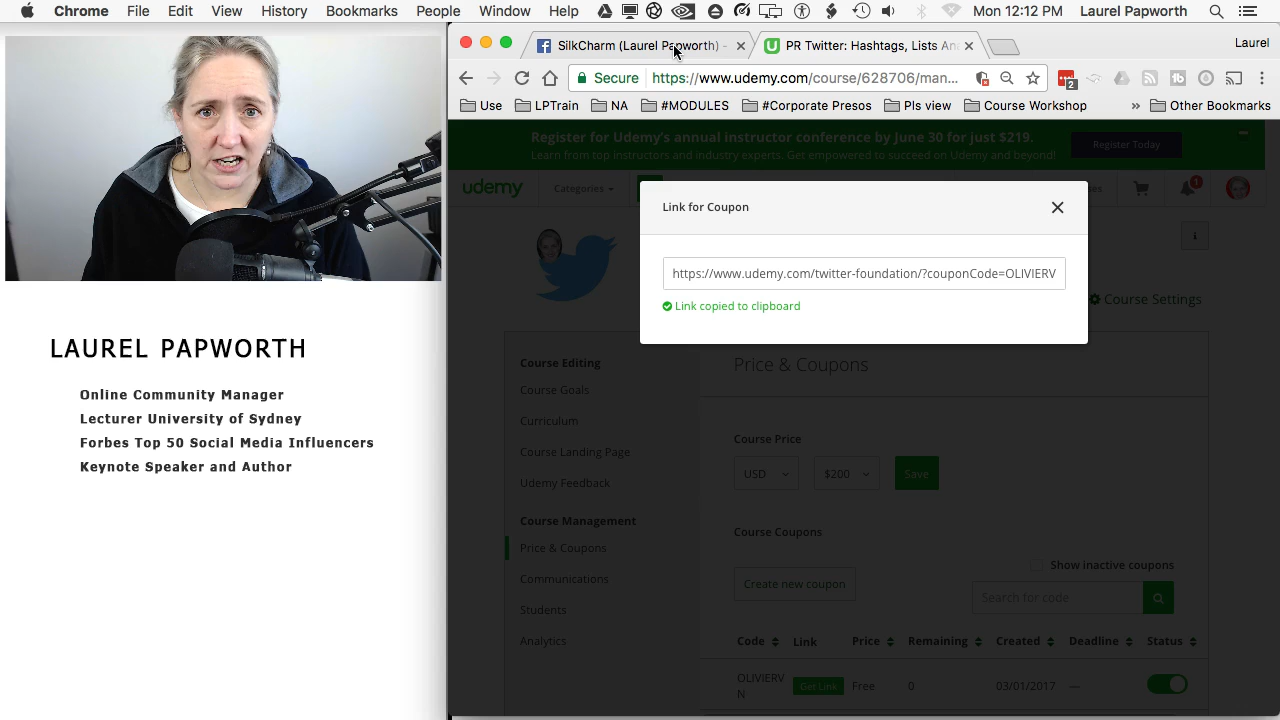 Chrome File Edit View History Bookmarks People Window Help Mon 12:12 PM Laurel Papworth
SilkCharm (Laurel Papworth) -
PR Twitter: Hashtags, Lists An
Laurel
Secure https://www.udemy.com/course/628706/man...
2
Use LPTrain NA #MODULES #Corporate Presos Pls view Course Workshop » Other Bookmarks
Register for Udemy's annual instructor conference by June 30 for just $219.
Learn from top instructors and industry experts. Get empowered to succeed on Udemy and beyond!
Register Today
udemy Categories
1
Link for Coupon
https://www.udemy.com/twitter-foundation/?couponCode=OLIVIERV
Link copied to clipboard
Course Settings
LAUREL PAPWORTH
Online Community Manager
Lecturer University of Sydney
Forbes Top 50 Social Media Influencers
Keynote Speaker and Author
Course Editing
Course Goals
Curriculum
Course Landing Page
Udemy Feedback
Course Management
Price & Coupons
Communications
Students
Analytics
Price & Coupons
Course Price
USD $200 Save
Course Coupons
Show inactive coupons
Create new coupon
Search for code
Code Link Price Remaining Created Deadline Status
OLIVIERV
N
Get Link Free 0 03/01/2017 —